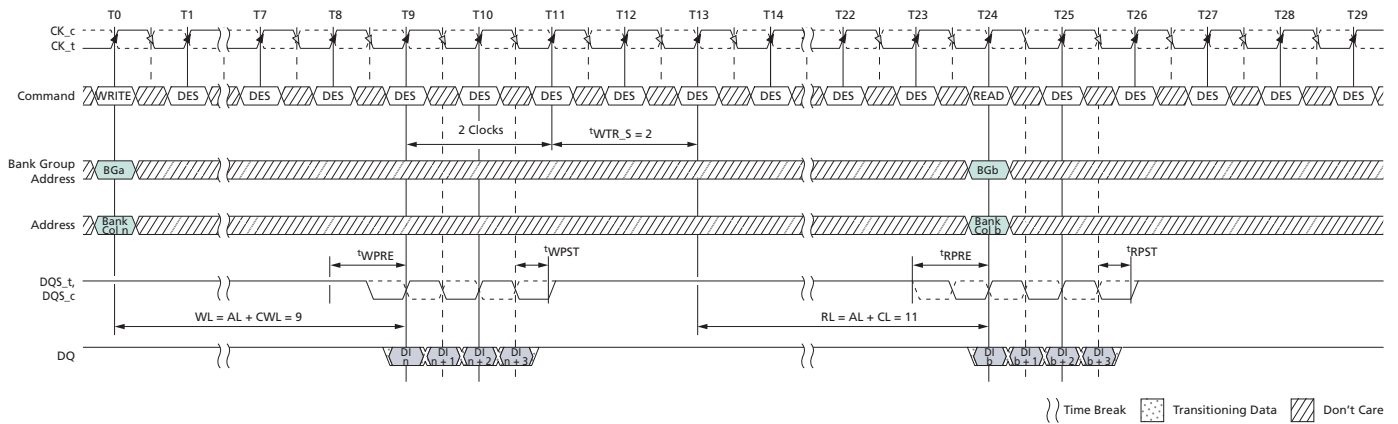 T0 T1 T7 T8 T9 T10 T11 T12 T13 T14 T22 T23 T24 T25 T26 T27 T28 T29
CK_c
CK_t
Command WRITE DES DES DES DES DES DES DES DES DES DES DES READ DES DES DES DES DES
2 Clocks tWTR_S = 2
Bank Group
Address BGa BGb
Address Bank
Col n Bank
Col b
tWPRE tWPST tRPRE tRPST
DQS_t,
DQS_c
WL = AL + CWL = 9 RL = AL + CL = 11
DQ DI
n DI
n + 1 DI
n + 2 DI
n + 3 DI
b DI
b + 1 DI
b + 2 DI
b + 3
Time Break Transitioning Data Don't Care